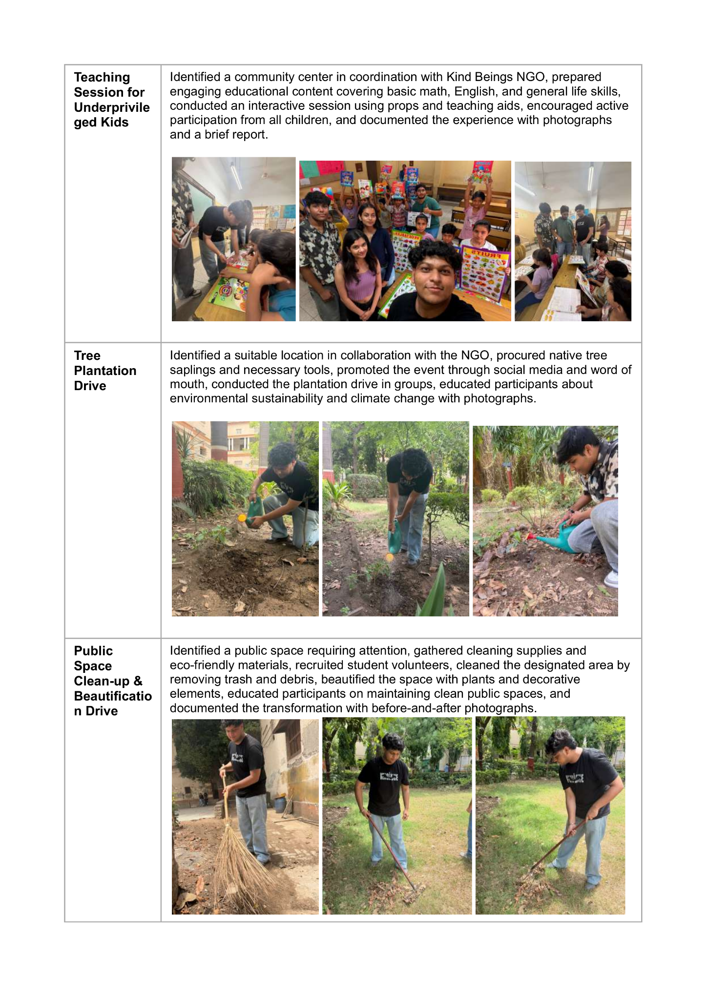 Teaching
Session for
Underprivile
ged Kids
Identified a community center in coordination with Kind Beings NGO, prepared
engaging educational content covering basic math, English, and general life skills,
conducted an interactive session using props and teaching aids, encouraged active
participation from all children, and documented the experience with photographs
and a brief report.
VEGETABLES
FRUITS
Tree
Plantation
Drive
Identified a suitable location in collaboration with the NGO, procured native tree
saplings and necessary tools, promoted the event through social media and word of
mouth, conducted the plantation drive in groups, educated participants about
environmental sustainability and climate change with photographs.
Public
Space
Clean-up &
Beautificatio
n Drive
Identified a public space requiring attention, gathered cleaning supplies and
eco-friendly materials, recruited student volunteers, cleaned the designated area by
removing trash and debris, beautified the space with plants and decorative
elements, educated participants on maintaining clean public spaces, and
documented the transformation with before-and-after photographs.